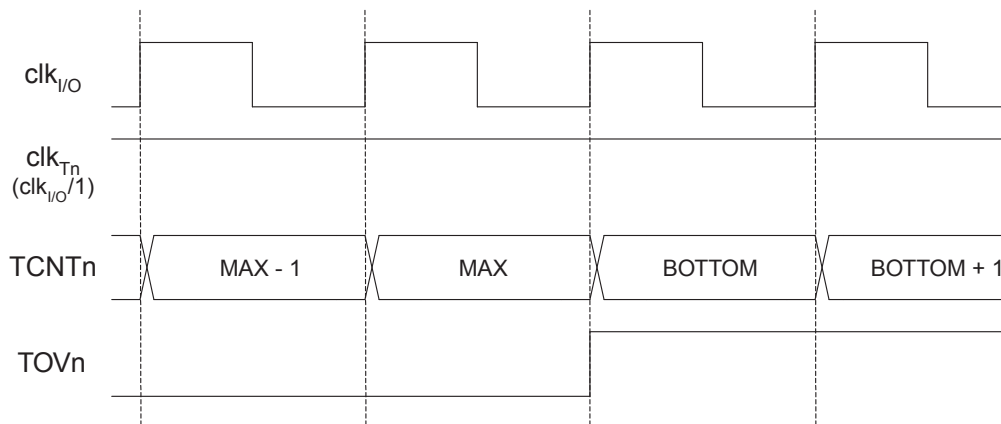 clkI/O
clkTn
(clkI/O/1)
TCNTn MAX - 1 MAX BOTTOM BOTTOM + 1
TOVn